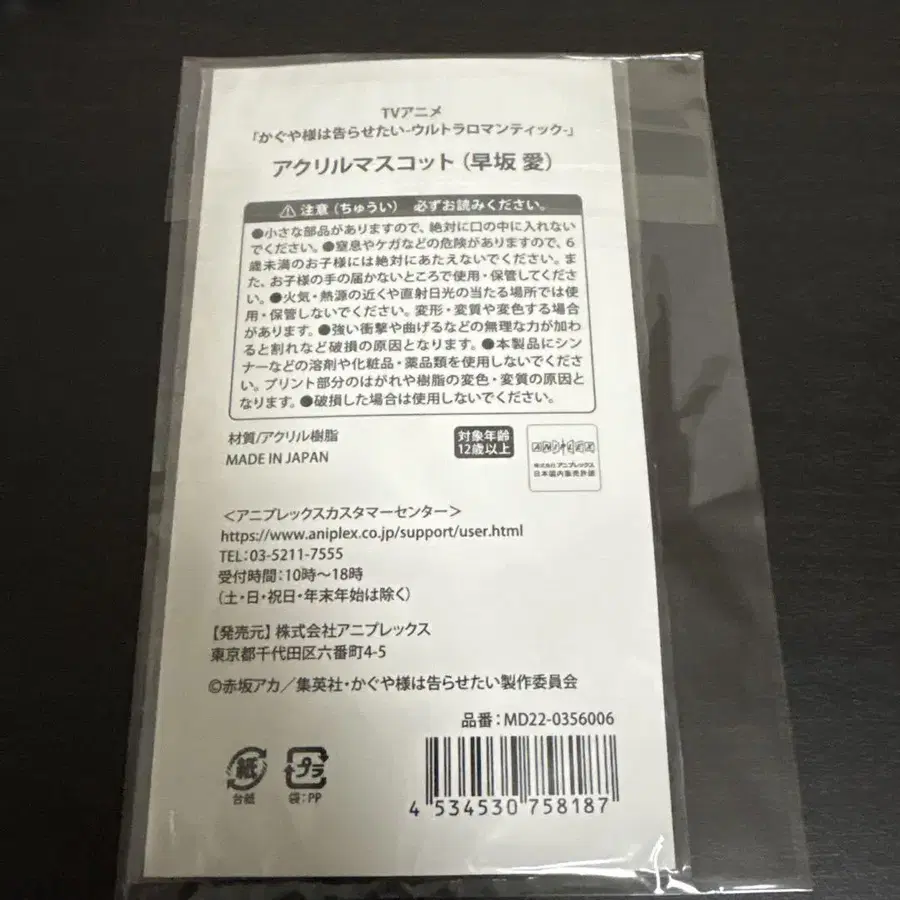 TVアニメ
「かぐや様は告らせたい-ウルトラロマンティック-」
アクリルマスコット（早坂 愛）
注意（ちゅうい） 必ずお読みください。
●小さな部品がありますので、絶対に口の中に入れない
でください。●窒息やケガなどの危険がありますので、6
歳未満のお子様には絶対にあたえないでください。ま
た、お子様の手の届かないところで使用・保管してくださ
い。●火気・熱源の近くや直射日光の当たる場所では使
用・保管しないでください。変形・変質や変色する場合
があります。●強い衝撃や曲げるなどの無理な力が加わ
ると割れなど破損の原因となります。●本製品にシン
ナーなどの溶剤や化粧品・薬品類を使用しないでくださ
い。プリント部分のはがれや樹脂の変色・変質の原因と
なります。●破損した場合は使用しないでください。
材質/アクリル樹脂
MADE IN JAPAN
対象年齢
12歳以上
ANIPLEX
株式会社アニプレックス
日本国内販売許諾
＜アニプレックスカスタマーセンター＞
https://www.aniplex.co.jp/support/user.html
TEL：03-5211-7555
受付時間：10時～18時
（土・日・祝日・年末年始は除く）
【発売元】株式会社アニプレックス
東京都千代田区六番町4-5
©赤坂アカ／集英社・かぐや様は告らせたい製作委員会
品番：MD22-0356006
紙
台紙
プラ
袋：PP
4 534530 758187